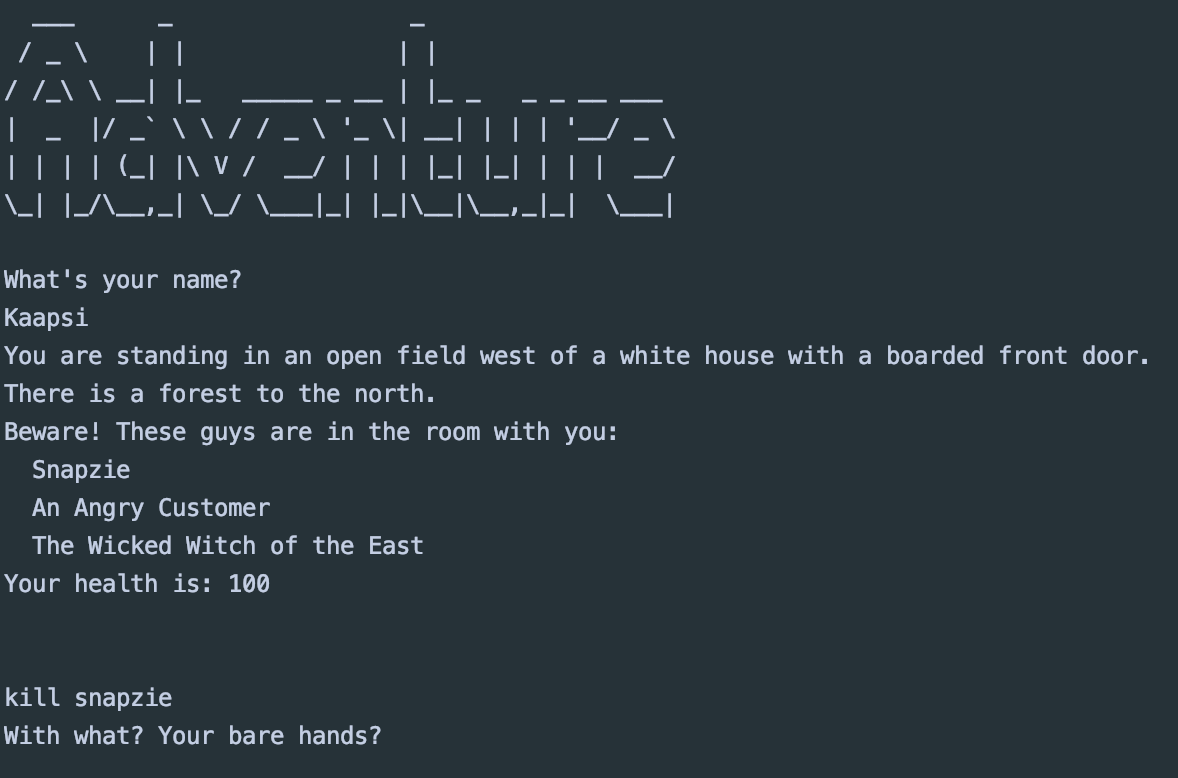 Adventure
What's your name?
Kaapsi
You are standing in an open field west of a white house with a boarded front door.
There is a forest to the north.
Beware! These guys are in the room with you:
Snapzie
An Angry Customer
The Wicked Witch of the East
Your health is: 100
kill snapzie
With what? Your bare hands?